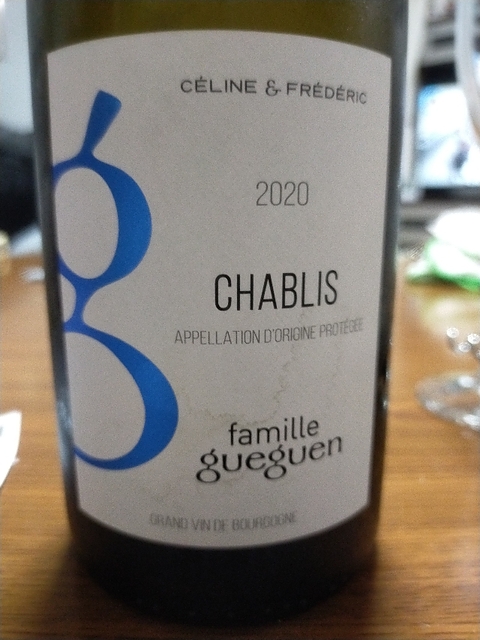 CÉLINE & FRÉDÉRIC
2020
CHABLIS
APPELLATION D'ORIGINE PROTÉGÉE
famille
gueguen
GRAND VIN DE BOURGOGNE
g